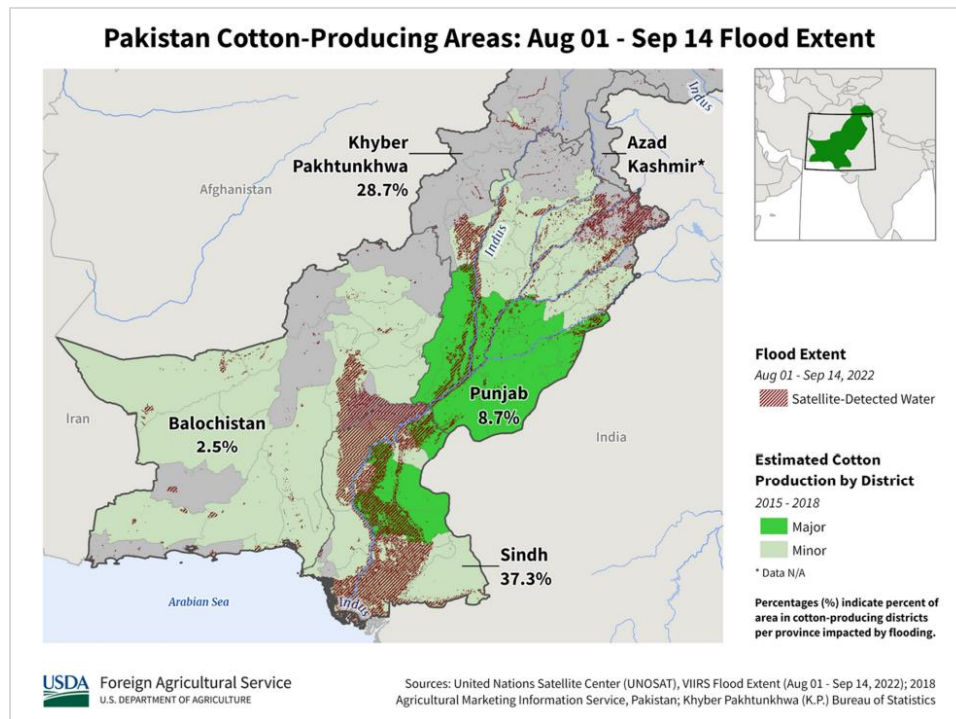 Pakistan Cotton-Producing Areas: Aug 01 - Sep 14 Flood Extent
Indus
Khyber
Pakhtunkhwa
28.7%
Azad
Kashmir*
Afghanistan
Indus
Iran
Balochistan
2.5%
Punjab
8.7%
India
Sindh
37.3%
Arabian Sea
Indus
Flood Extent
Aug 01 - Sep 14, 2022
Satellite-Detected Water
Estimated Cotton
Production by District
2015 - 2018
Major
Minor
* Data N/A
Percentages (%) indicate percent of
area in cotton-producing districts
per province impacted by flooding.
USDA
Foreign Agricultural Service
U.S. DEPARTMENT OF AGRICULTURE
Sources: United Nations Satellite Center (UNOSAT), VIIRS Flood Extent (Aug 01 - Sep 14, 2022); 2018
Agricultural Marketing Information Service, Pakistan; Khyber Pakhtunkhwa (K.P.) Bureau of Statistics